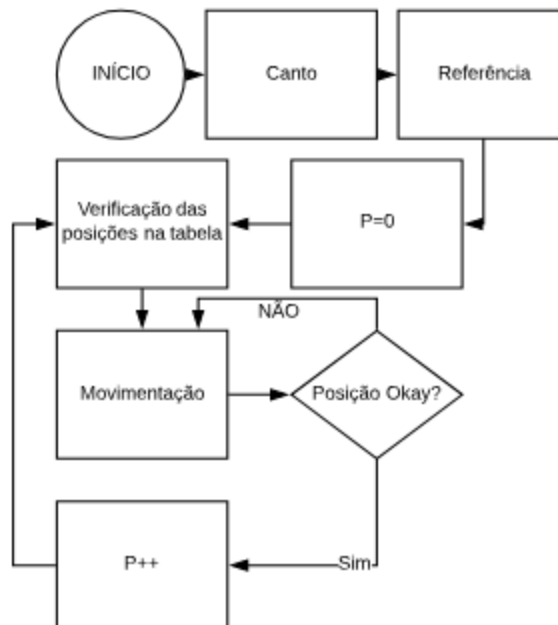 INÍCIO
Canto
Referência
P=0
Verificação das
posições na tabela
NÃO
Movimentação
Posição Okay?
Sim
P++